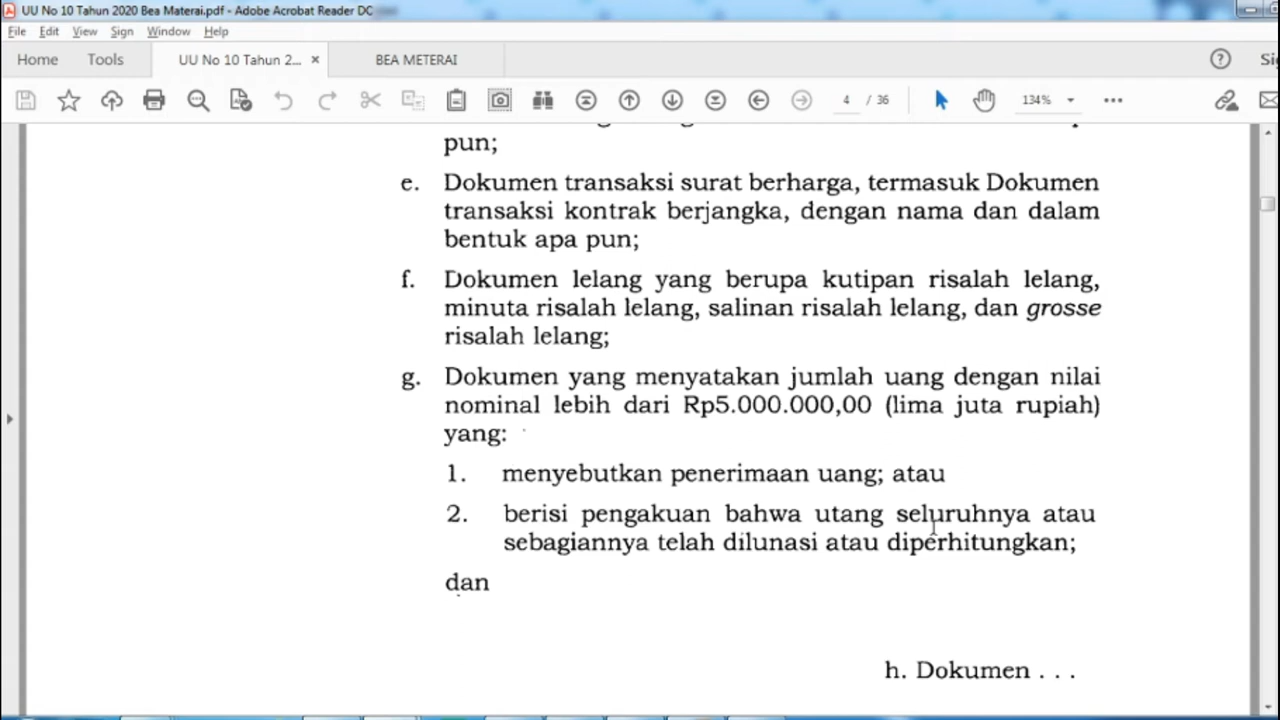 UU No 10 Tahun 2020 Bea Materai.pdf - Adobe Acrobat Reader DC
File Edit View Sign Window Help
Home Tools UU No 10 Tahun 2... × BEA METERAI
4 / 36 134%
pun;
e. Dokumen transaksi surat berharga, termasuk Dokumen
transaksi kontrak berjangka, dengan nama dan dalam
bentuk apa pun;
f. Dokumen lelang yang berupa kutipan risalah lelang,
minuta risalah lelang, salinan risalah lelang, dan grosse
risalah lelang;
g. Dokumen yang menyatakan jumlah uang dengan nilai
nominal lebih dari Rp5.000.000,00 (lima juta rupiah)
yang:
1. menyebutkan penerimaan uang; atau
2. berisi pengakuan bahwa utang seluruhnya atau
sebagiannya telah dilunasi atau diperhitungkan;
dan
h. Dokumen . . .